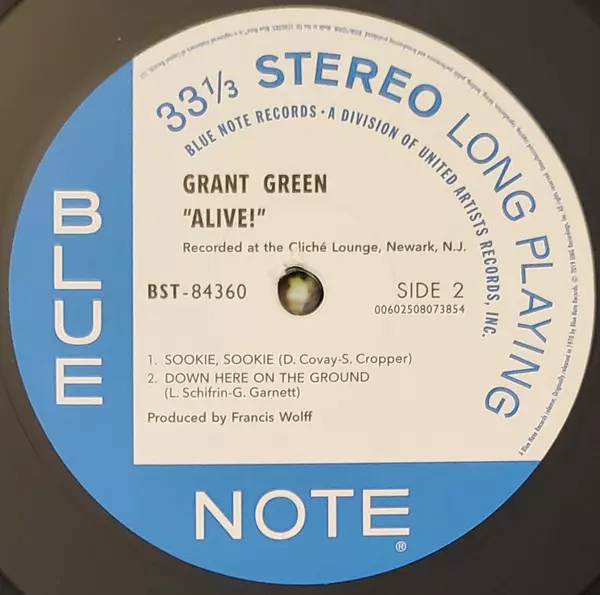 33⅓ STEREO LONG PLAYING
BLUE NOTE RECORDS • A DIVISION OF UNITED ARTISTS RECORDS, INC.
GRANT GREEN
"ALIVE!"
Recorded at the Cliché Lounge, Newark, N.J.
BST-84360
SIDE 2
00602508073854
1. SOOKIE, SOOKIE (D. Covay-S. Cropper)
2. DOWN HERE ON THE GROUND
(L. Schifrin-G. Garnett)
Produced by Francis Wolff
BLUE
NOTE®